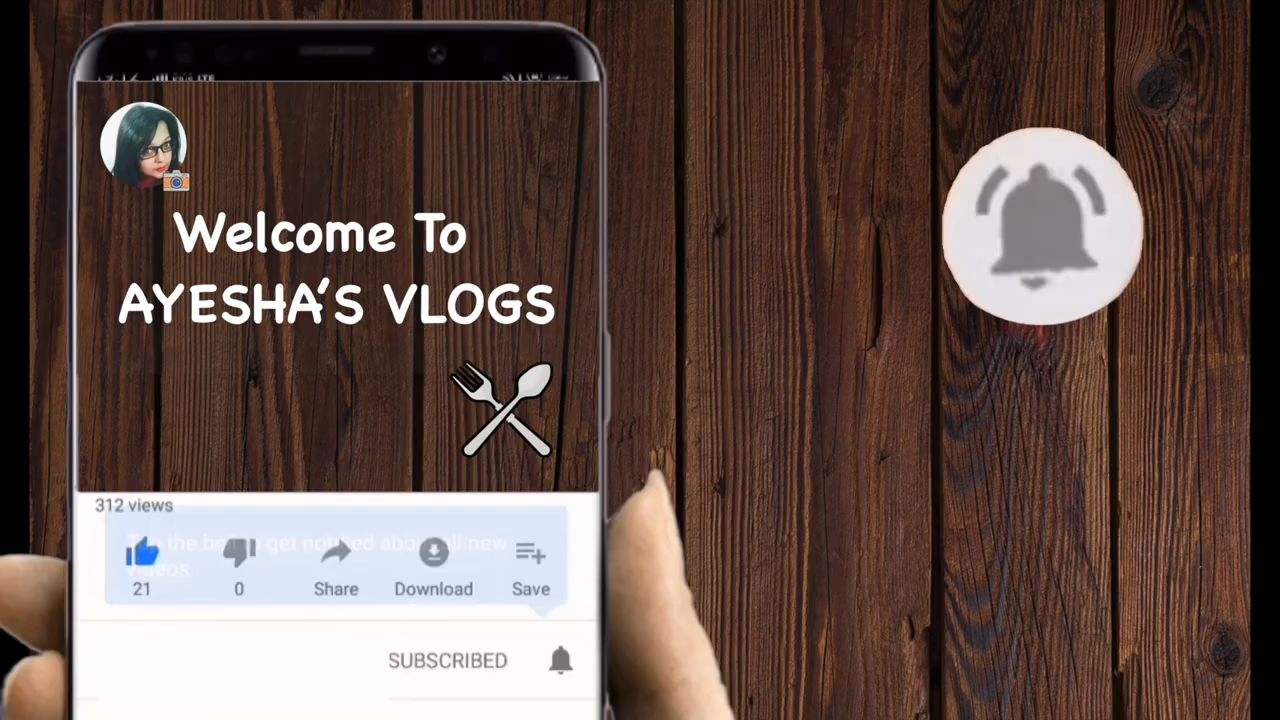 Welcome To
AYESHA'S VLOGS
312 views
21
0
Share
Download
Save
SUBSCRIBED